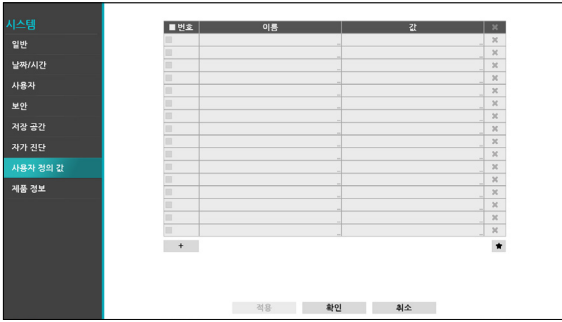 시스템
일반
날짜/시간
사용자
보안
저장 공간
자가 진단
사용자 정의 값
제품 정보
번호 이름 값
+
적용 확인 취소